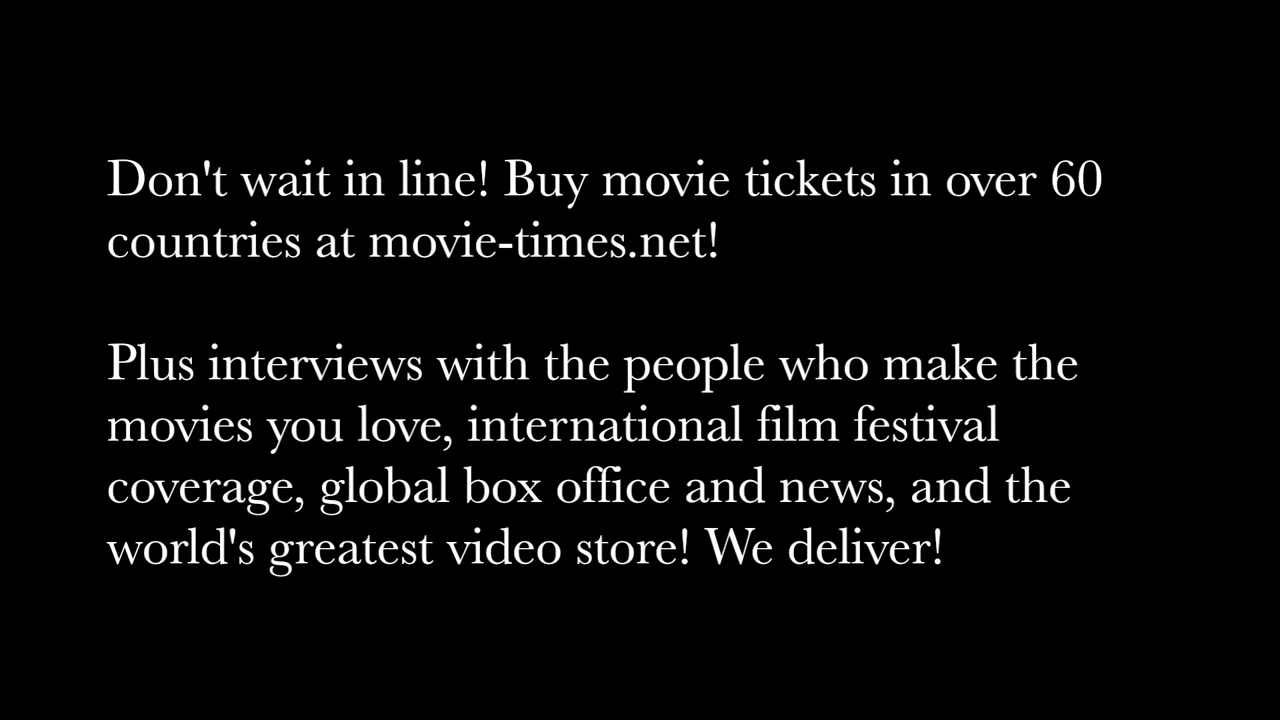 Don't wait in line! Buy movie tickets in over 60
countries at movie-times.net!
Plus interviews with the people who make the
movies you love, international film festival
coverage, global box office and news, and the
world's greatest video store! We deliver!